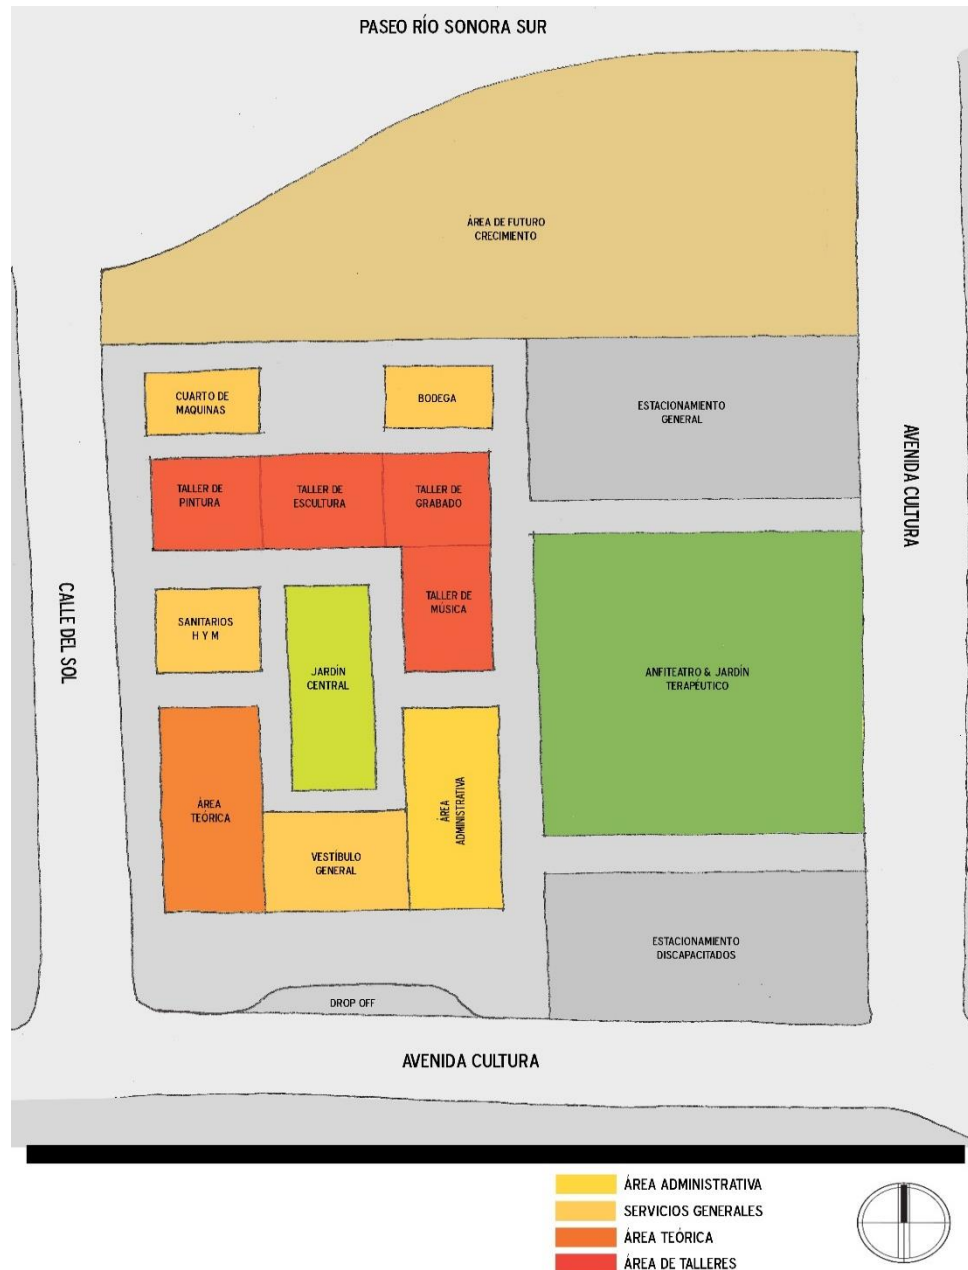 PASEO RÍO SONORA SUR
ÁREA DE FUTURO
CRECIMIENTO
CUARTO DE
MAQUINAS
BODEGA
ESTACIONAMIENTO
GENERAL
AVENIDA CULTURA
TALLER DE
PINTURA
TALLER DE
ESCULTURA
TALLER DE
GRABADO
CALLE DEL SOL
SANITARIOS
H Y M
TALLER DE
MÚSICA
JARDÍN
CENTRAL
ANFITEATRO & JARDÍN
TERAPÉUTICO
ÁREA
TEÓRICA
ÁREA
ADMINISTRATIVA
VESTÍBULO
GENERAL
ESTACIONAMIENTO
DISCAPACITADOS
DROP OFF
AVENIDA CULTURA
ÁREA ADMINISTRATIVA
SERVICIOS GENERALES
ÁREA TEÓRICA
ÁREA DE TALLERES